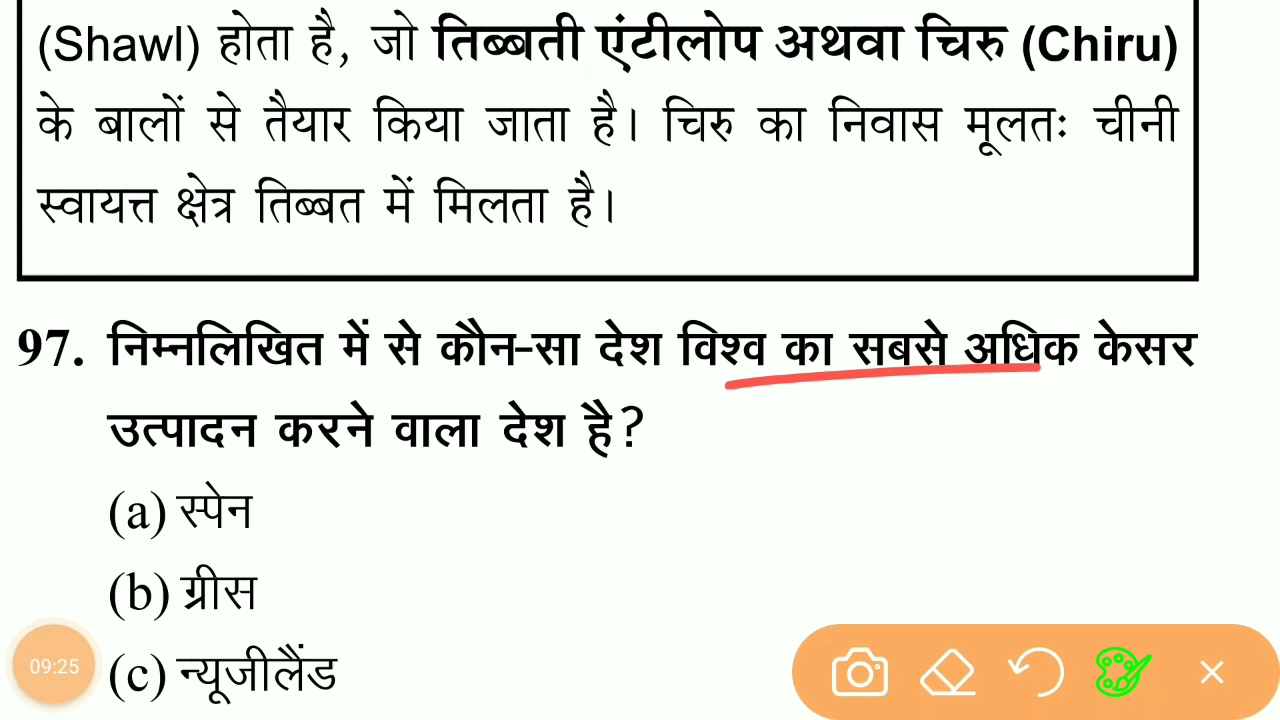 (Shawl) होता है, जो तिब्बती एंटीलोप अथवा चिरु (Chiru)
के बालों से तैयार किया जाता है। चिरु का निवास मूलतः चीनी
स्वायत्त क्षेत्र तिब्बत में मिलता है।
97. निम्नलिखित में से कौन-सा देश विश्व का सबसे अधिक केसर
उत्पादन करने वाला देश है?
(a) स्पेन
(b) ग्रीस
(c) न्यूजीलैंड
09:25